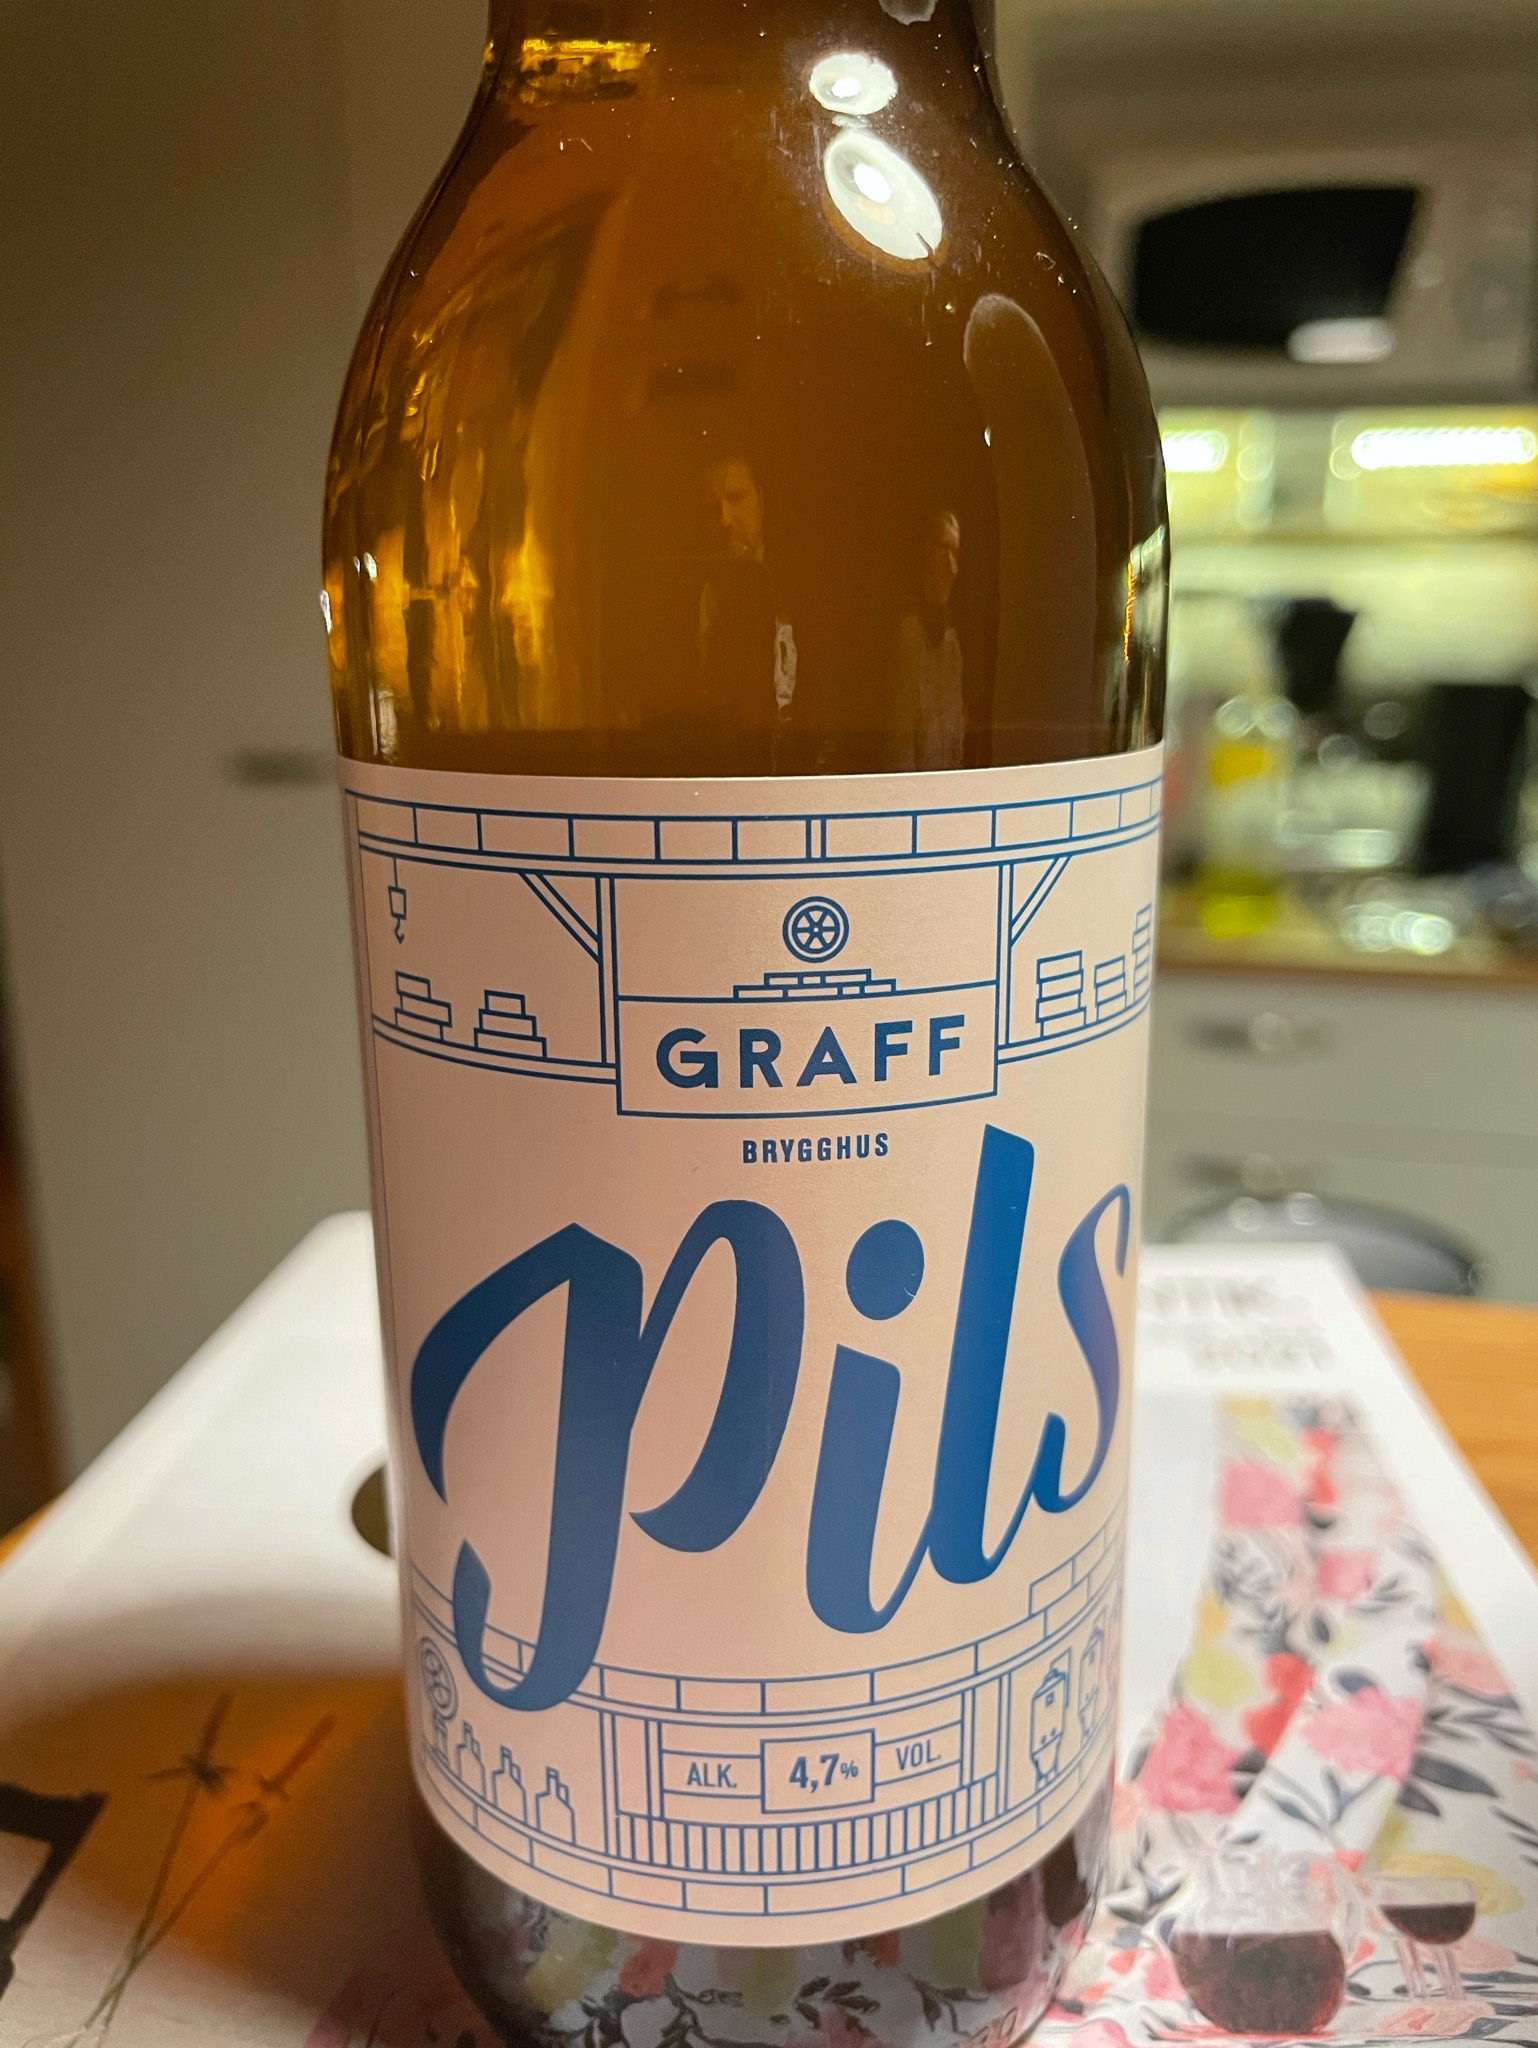 GRAFF
BRYGGHUS
Pils
ALK. 4,7% VOL.